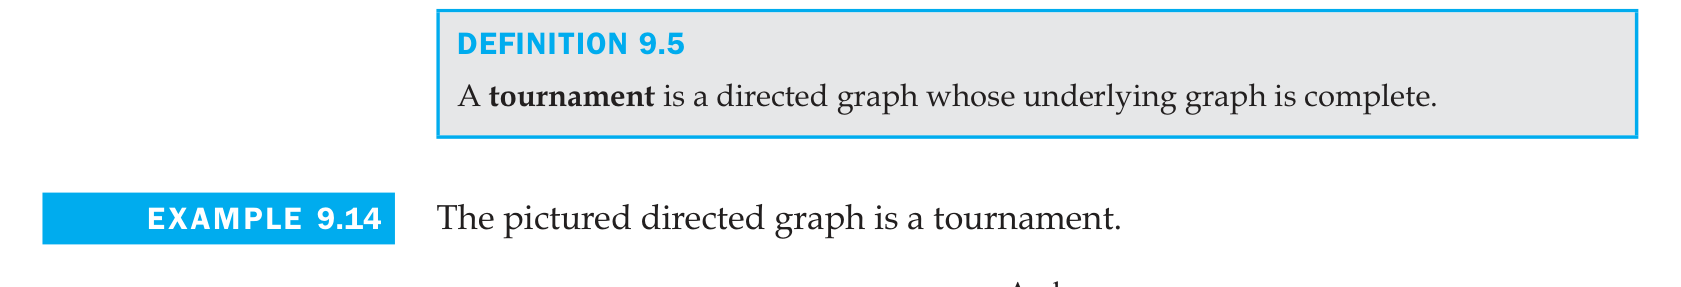 DEFINITION 9.5
A tournament is a directed graph whose underlying graph is complete.
EXAMPLE 9.14 The pictured directed graph is a tournament.